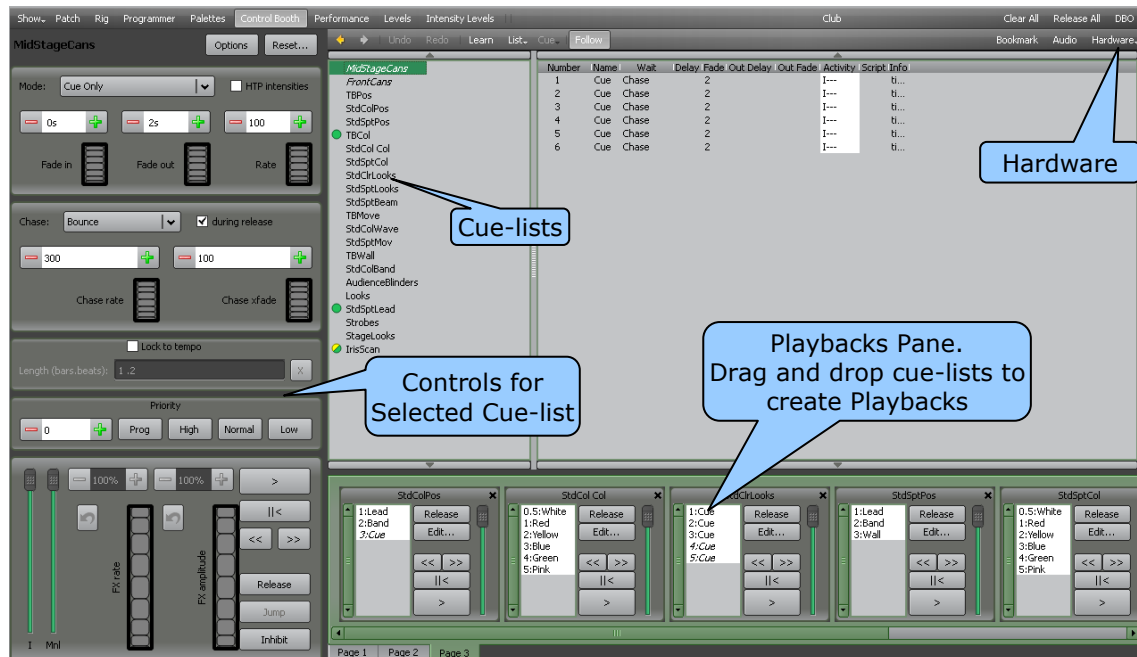 Show Patch Rig Programmer Palettes Control Booth Performance Levels Intensity Levels Club Clear All Release All DBO
MidStageCans Options Reset...
Undo Redo Learn List Cue Follow Bookmark Audio Hardware
Mode: Cue Only HTP intensities
0s 2s 100
Fade in Fade out Rate
Chase: Bounce during release
300 100
Chase rate Chase xfade
Lock to tempo
Length (bars.beats): 1 .2 X
Priority
0 Prog High Normal Low
100% 100% >
||<
<< >>
FX rate
FX amplitude
Release
Jump
Inhibit
I Mnl
MidStageCans
FrontCans
TBPos
StdColPos
StdSptPos
TBCol
StdCol Col
StdSptCol
StdClrLooks
StdSptLooks
StdSptBeam
TBMove
StdColWave
StdSptMov
TBWall
StdColBand
AudienceBlinders
Looks
StdSptLead
Strobes
StageLooks
IrisScan
Number Name Wait Delay Fade Out Delay Out Fade Activity Script Info
1 Cue Chase 2 I--- ti...
2 Cue Chase 2 I--- ti...
3 Cue Chase 2 I--- ti...
4 Cue Chase 2 I--- ti...
5 Cue Chase 2 I--- ti...
6 Cue Chase 2 I--- ti...
Hardware
Cue-lists
Controls for
Selected Cue-list
Playbacks Pane.
Drag and drop cue-lists to
create Playbacks
StdColPos x
1:Lead
2:Band
3:Cue
Release
Edit...
<< >>
||<
>
StdCol Col x
0.5:White
1:Red
2:Yellow
3:Blue
4:Green
5:Pink
Release
Edit...
<< >>
||<
>
StdClrLooks x
1:Cue
2:Cue
3:Cue
4:Cue
5:Cue
Release
Edit...
<< >>
||<
>
StdSptPos x
1:Lead
2:Band
3:Wall
Release
Edit...
<< >>
||<
>
StdSptCol
0.5:White
1:Red
2:Yellow
3:Blue
4:Green
5:Pink
Release
Edit...
<< >>
||<
>
Page 1 Page 2 Page 3